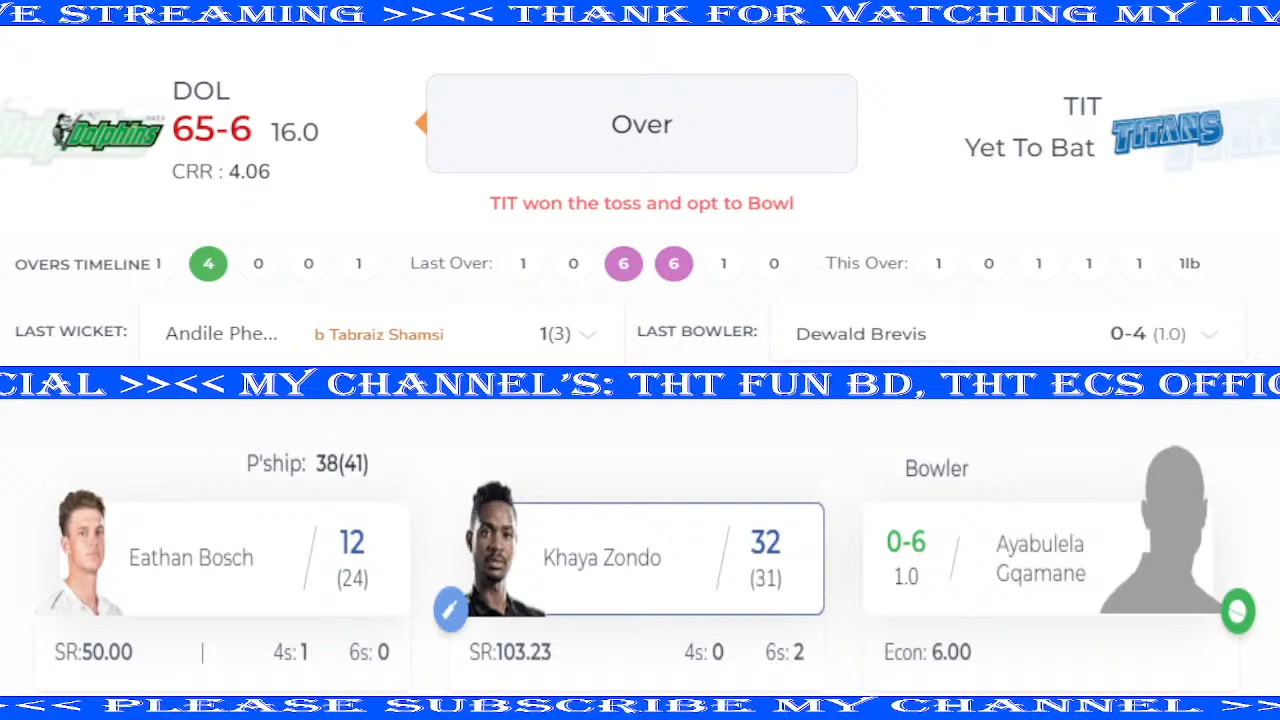 VE STREAMING >><< THANK FOR WATCHING MY LIV
DOL
65-6 16.0
CRR : 4.06
Dolphins
Over
TIT
Yet To Bat
TITANS
TIT won the toss and opt to Bowl
OVERS TIMELINE 1 4 0 0 1 Last Over: 1 0 6 6 1 0 This Over: 1 0 1 1 1 1lb
LAST WICKET: Andile Phe... b Tabraiz Shamsi 1(3) LAST BOWLER: Dewald Brevis 0-4 (1.0)
CIAL >><< MY CHANNEL'S: THT FUN BD, THT ECS OFFIC
P'ship: 38(41)
Bowler
Eathan Bosch 12 (24)
Khaya Zondo 32 (31)
0-6 1.0 Ayabulela Gqamane
SR:50.00 | 4s: 1 6s: 0
SR:103.23 4s: 0 6s: 2
Econ: 6.00
<< PLEASE SUBSCRIBE MY CHANNEL >>